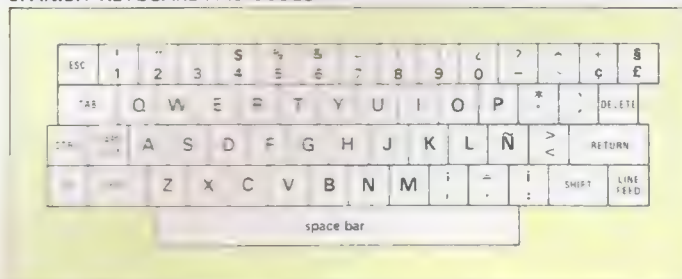 SPANISH KEYBOARD AND CODES
ESC $ % & ¿ ? + §
1 2 3 4 5 6 7 8 9 0 - ¢ £
TAB Q W E R T Y U I O P * DELETE
A S D F G H J K L Ñ > < RETURN
Z X C V B N M SHIFT LINE FEED
space bar